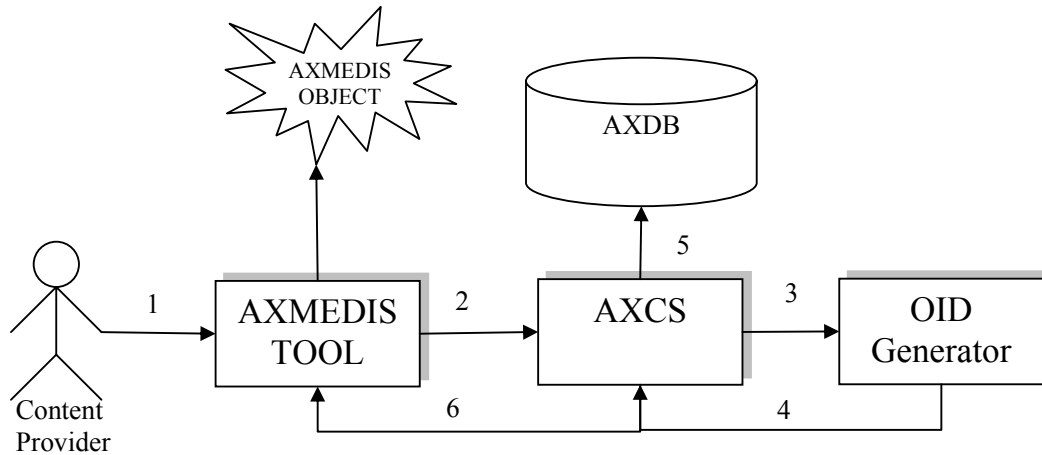 AXMEDIS
OBJECT
AXDB
5
1
AXMEDIS
TOOL
2
AXCS
3
OID
Generator
6
4
Content
Provider